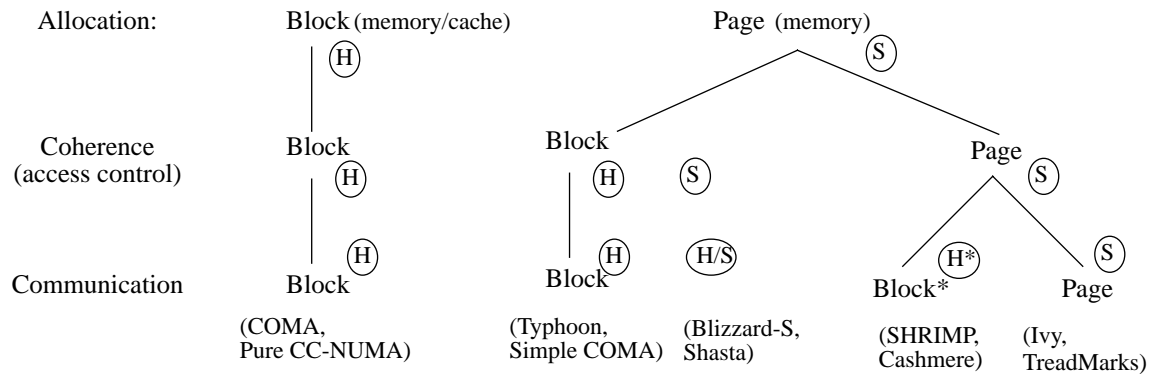 Allocation: Block (memory/cache) Page (memory)
H S
Coherence Block Block Page
(access control)
H H S S
H H H/S H* S
Communication Block Block Block* Page
(COMA, (Typhoon, (Blizzard-S, (SHRIMP, (Ivy,
Pure CC-NUMA) Simple COMA) Shasta) Cashmere) TreadMarks)